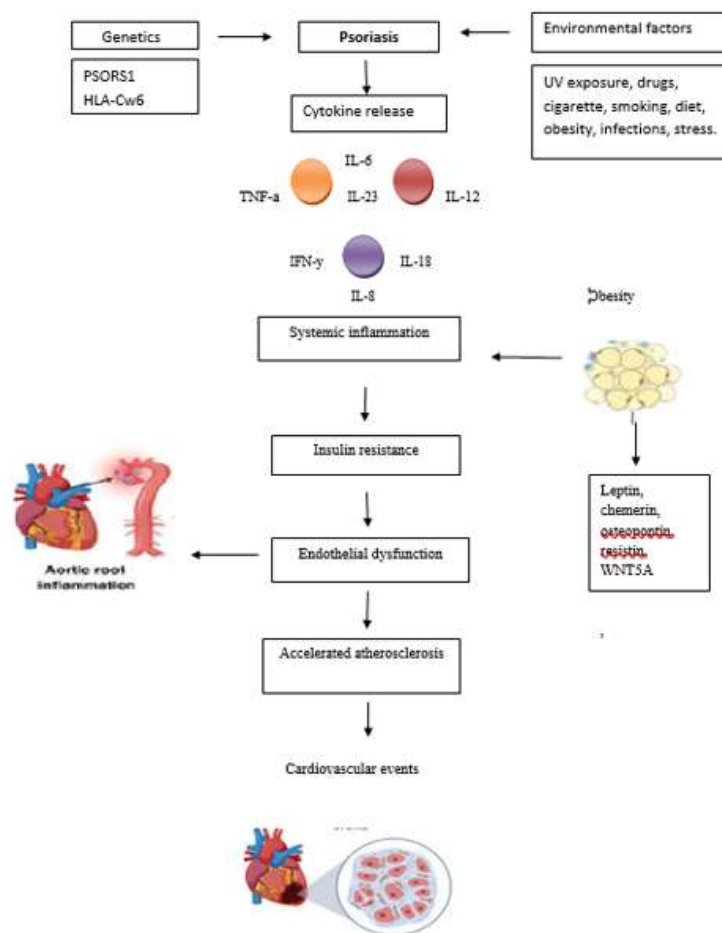 Genetics
Psoriasis
Environmental factors
PSORS1
HLA-Cw6
UV exposure, drugs,
cigarette, smoking, diet,
obesity, infections, stress.
Cytokine release
IL-6
TNF-a
IL-23
IL-12
IFN-y
IL-18
IL-8
Obesity
Systemic inflammation
Insulin resistance
Leptin,
chemerin,
osteopontin,
resistin,
WNT5A
Endothelial dysfunction
Aortic root
inflammation
,
Accelerated atherosclerosis
Cardiovascular events